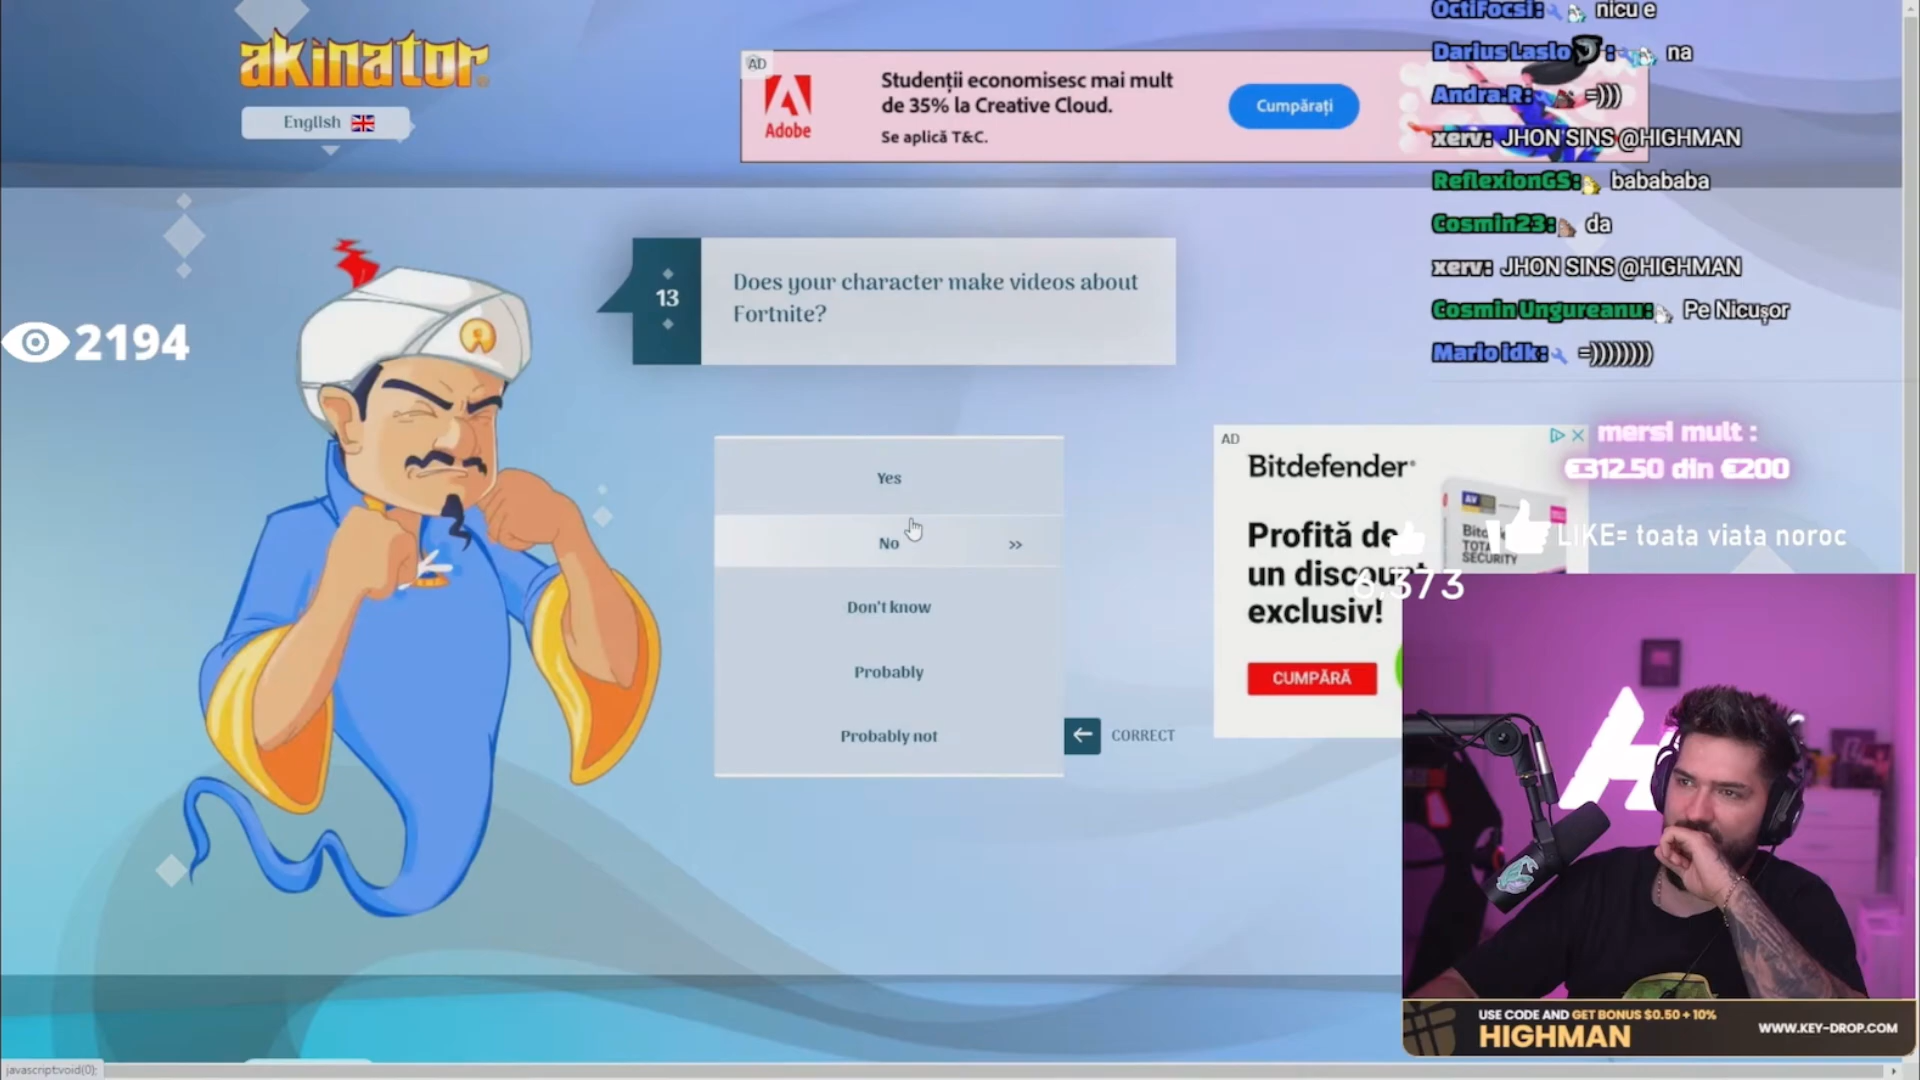 akinator
English
AD
Adobe
Studenții economisesc mai mult
de 35% la Creative Cloud.
Se aplică T&C.
Cumpărați
OctiFocsi: nicu e
Darius Laslo: na
Andra.R: =)))
xerv: JHON SINS @HIGHMAN
ReflexionGS: babababa
Cosmin23: da
xerv: JHON SINS @HIGHMAN
Cosmin Ungureanu: Pe Nicușor
Mario idk: =))))))))
2194
13
Does your character make videos about
Fortnite?
Yes
No >>
Don't know
Probably
Probably not
CORRECT
AD
Bitdefender
Profită de
un discount
exclusiv!
CUMPĂRĂ
TOTAL
SECURITY
mersi mult :
€312.50 din €200
LIKE= toata viata noroc
6,373
USE CODE AND GET BONUS $0.50 + 10%
HIGHMAN
WWW.KEY-DROP.COM
javascript:void(0);